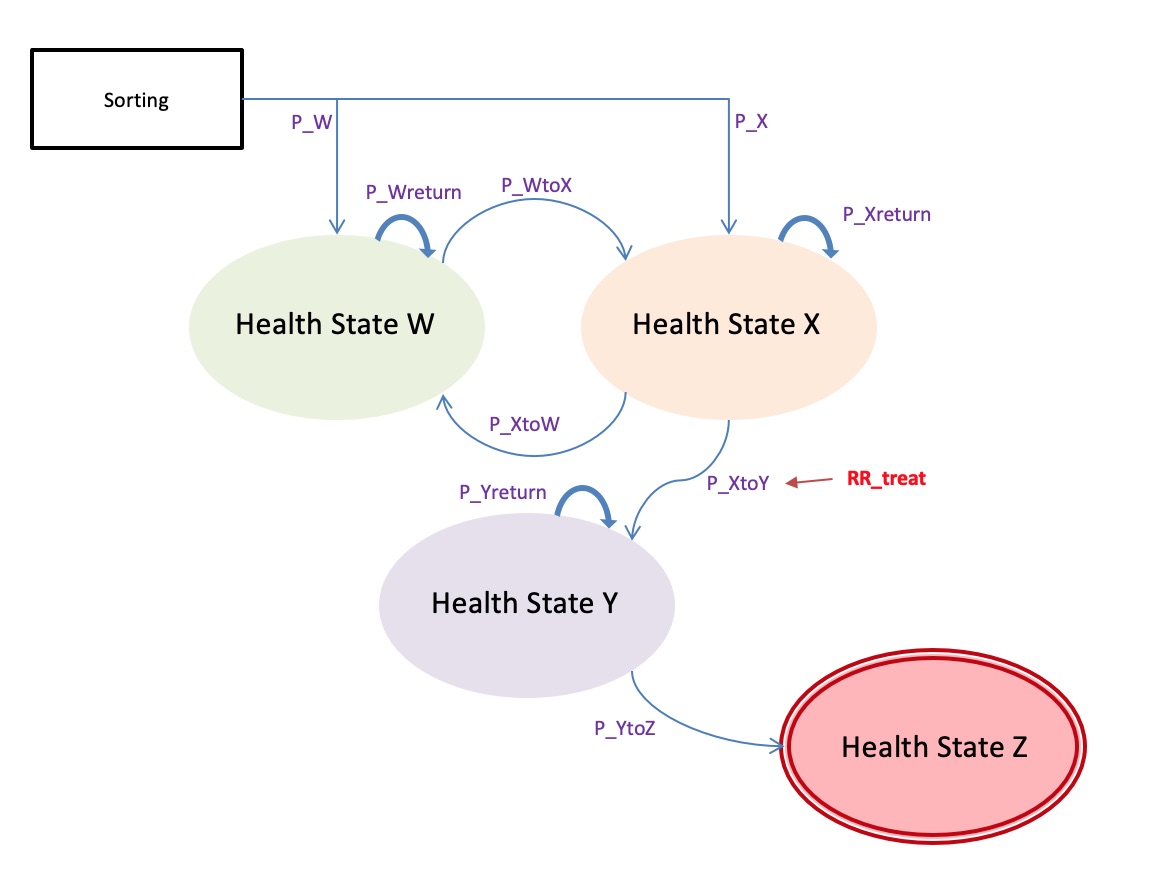 Sorting
P_W
P_X
P_Wreturn
P_WtoX
P_Xreturn
Health State W
Health State X
P_XtoW
P_XtoY
RR_treat
P_Yreturn
Health State Y
P_YtoZ
Health State Z